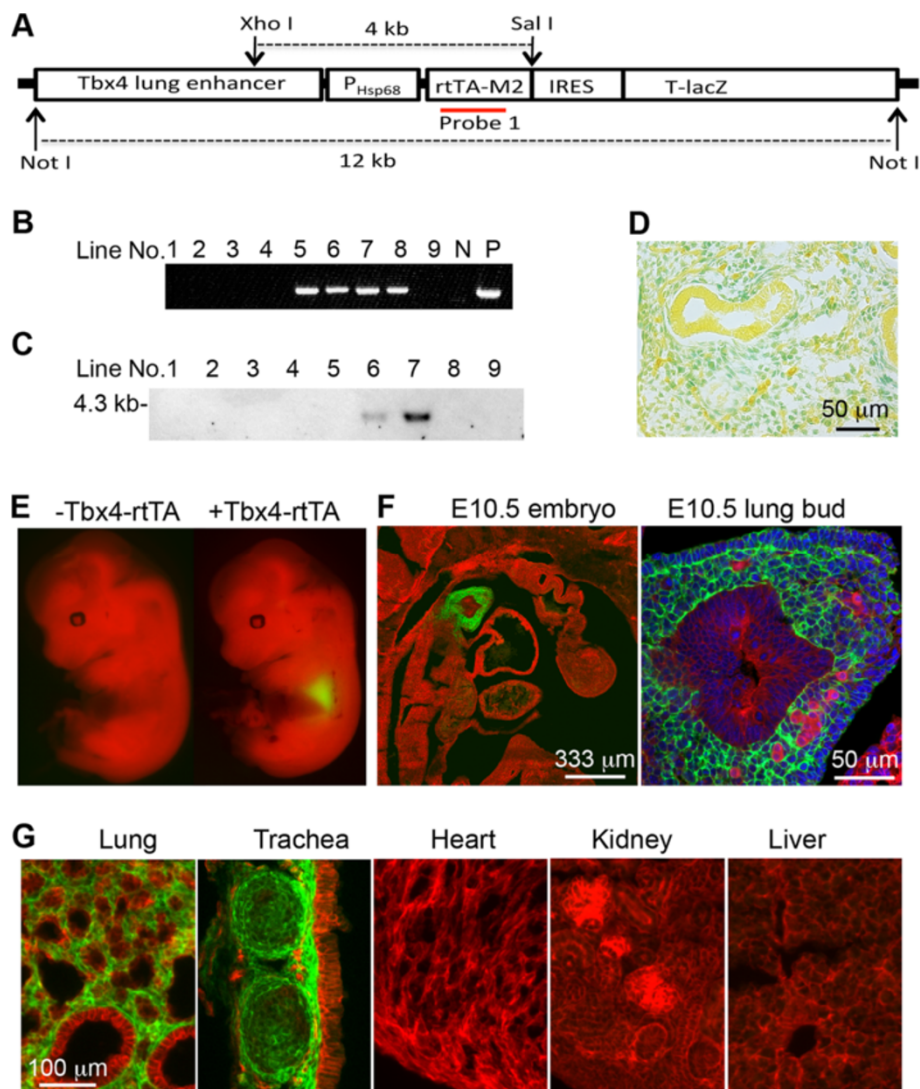 A
Xho I 4 kb Sal I
Tbx4 lung enhancer P_Hsp68 rtTA-M2 IRES T-lacZ
Probe 1
Not I 12 kb Not I
B
Line No.1 2 3 4 5 6 7 8 9 N P
C
Line No.1 2 3 4 5 6 7 8 9
4.3 kb-
D
50 μm
E -Tbx4-rtTA +Tbx4-rtTA
F E10.5 embryo E10.5 lung bud
333 μm 50 μm
G Lung Trachea Heart Kidney Liver
100 μm